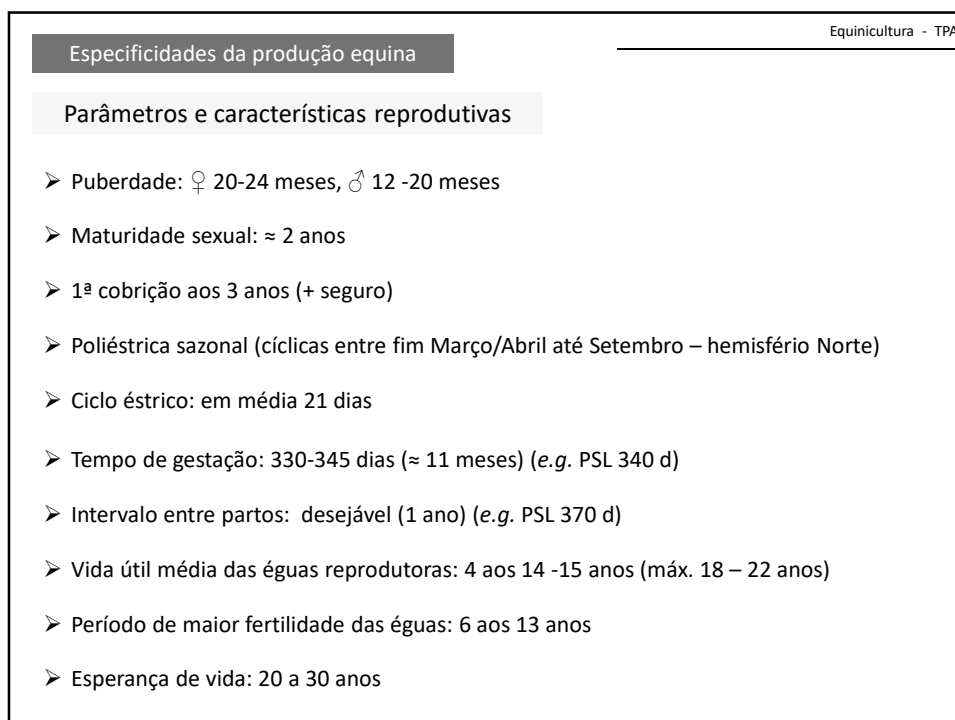 Equinicultura - TPA
Especificidades da produção equina
Parâmetros e características reprodutivas
➢ Puberdade: ♀ 20-24 meses, ♂ 12 -20 meses
➢ Maturidade sexual: ≈ 2 anos
➢ 1ª cobrição aos 3 anos (+ seguro)
➢ Poliéstrica sazonal (cíclicas entre fim Março/Abril até Setembro – hemisfério Norte)
➢ Ciclo éstrico: em média 21 dias
➢ Tempo de gestação: 330-345 dias (≈ 11 meses) (e.g. PSL 340 d)
➢ Intervalo entre partos: desejável (1 ano) (e.g. PSL 370 d)
➢ Vida útil média das éguas reprodutoras: 4 aos 14 -15 anos (máx. 18 – 22 anos)
➢ Período de maior fertilidade das éguas: 6 aos 13 anos
➢ Esperança de vida: 20 a 30 anos